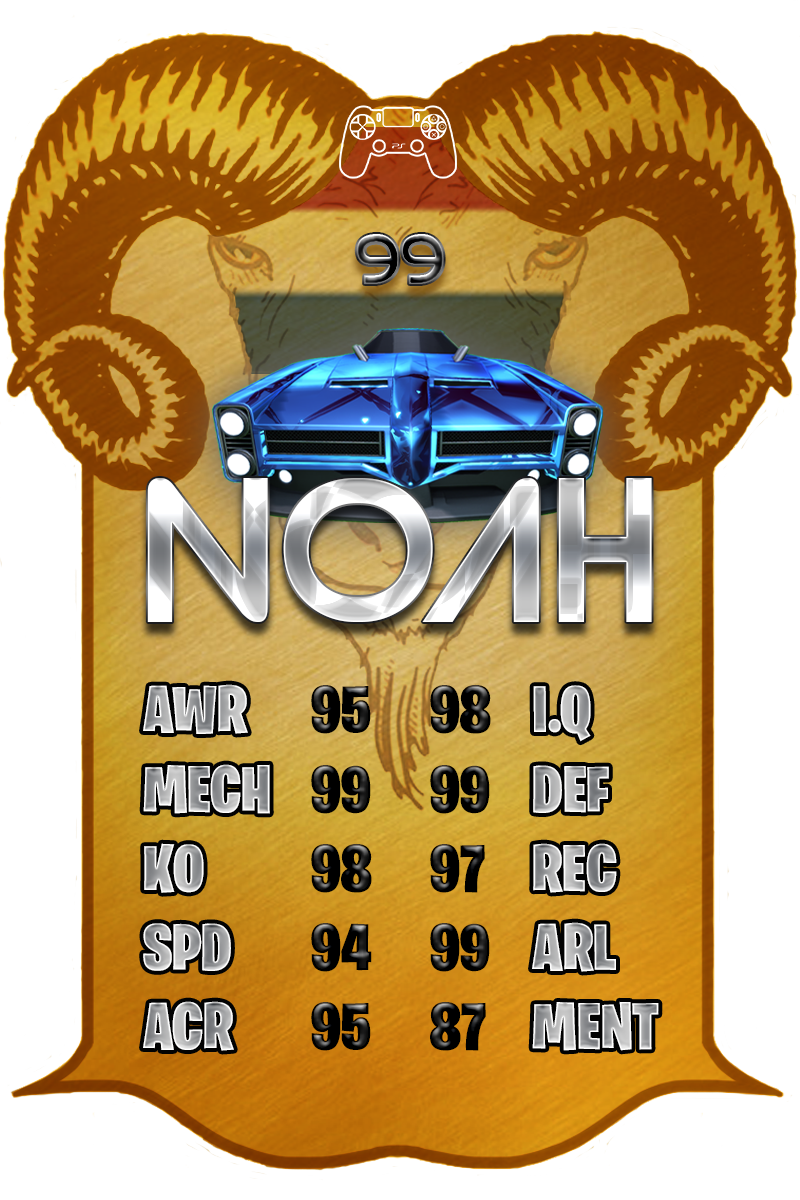 PS
99
NOAH
AWR 95 98 I.Q
MECH 99 99 DEF
KO 98 97 REC
SPD 94 99 ARL
ACR 95 87 MENT